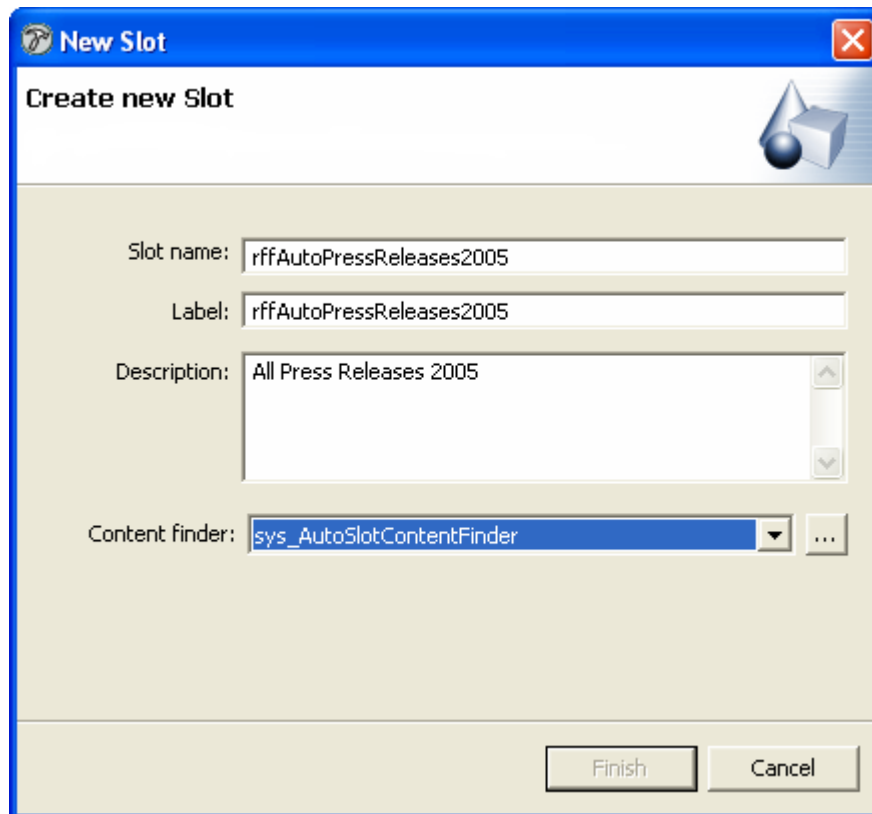 New Slot
Create new Slot
Slot name: rffAutoPressReleases2005
Label: rffAutoPressReleases2005
Description: All Press Releases 2005
Content finder: sys_AutoSlotContentFinder ...
Finish Cancel